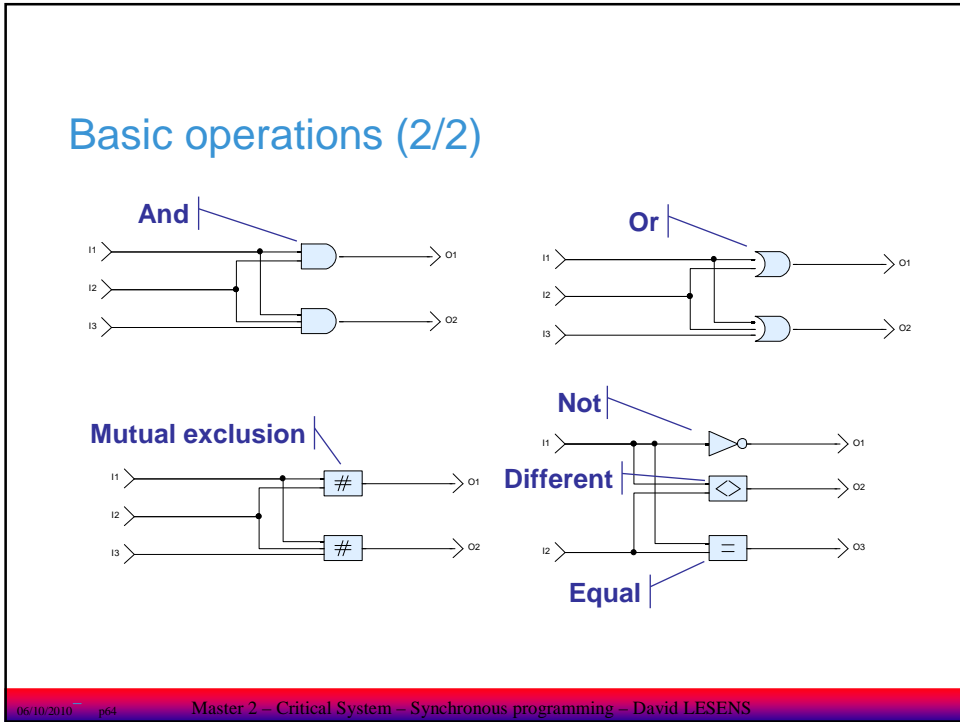 Basic operations (2/2)
And
I1
I2
I3
O1
O2
Or
I1
I2
I3
O1
O2
Mutual exclusion
I1
I2
I3
#
#
O1
O2
Not
Different
Equal
I1
I2
<>
=
O1
O2
O3
06/10/2010 p64 Master 2 – Critical System – Synchronous programming – David LESENS